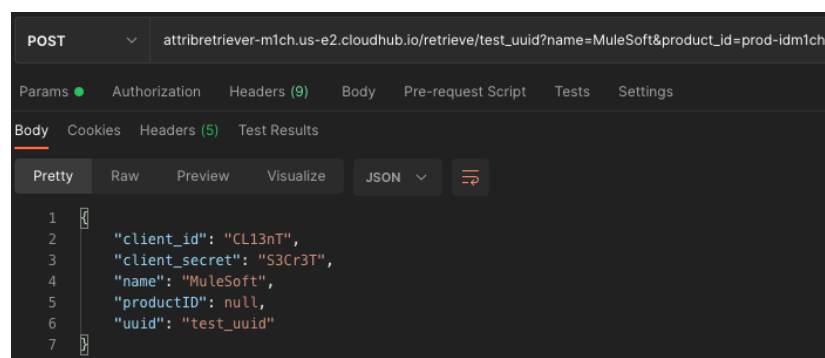 POST attribretriever-m1ch.us-e2.cloudhub.io/retrieve/test_uuid?name=MuleSoft&product_id=prod-idm1ch
Params Authorization Headers (9) Body Pre-request Script Tests Settings
Body Cookies Headers (5) Test Results
Pretty Raw Preview Visualize JSON
1 {
2 "client_id": "CL13nT",
3 "client_secret": "S3Cr3T",
4 "name": "MuleSoft",
5 "productID": null,
6 "uuid": "test_uuid"
7 }